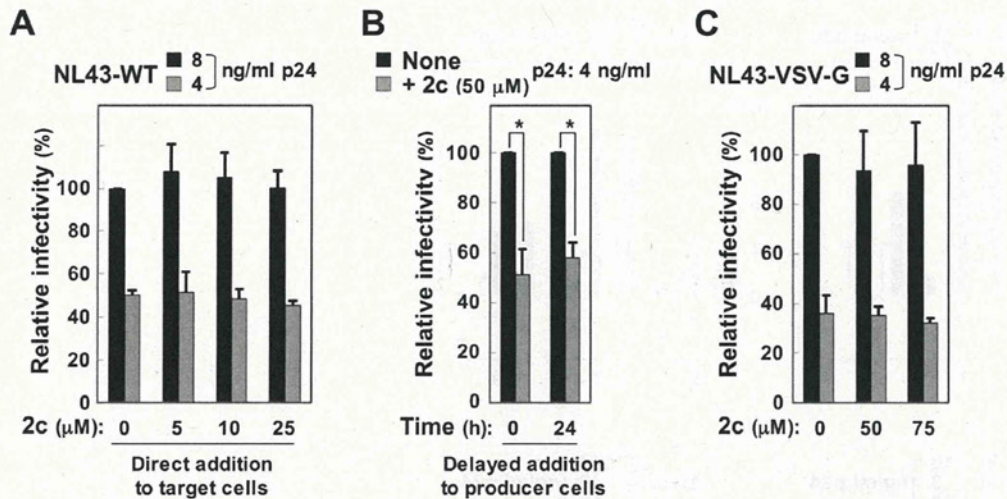 A
NL43-WT
8
4
ng/ml p24
Relative infectivity (%)
100
80
60
40
20
0
2c (μM): 0 5 10 25
Direct addition
to target cells
B
None
+ 2c (50 μM)
p24: 4 ng/ml
Relative infectivity (%)
* *
100
80
60
40
20
0
Time (h): 0 24
Delayed addition
to producer cells
C
NL43-VSV-G
8
4
ng/ml p24
Relative infectivity (%)
100
80
60
40
20
0
2c (μM): 0 50 75